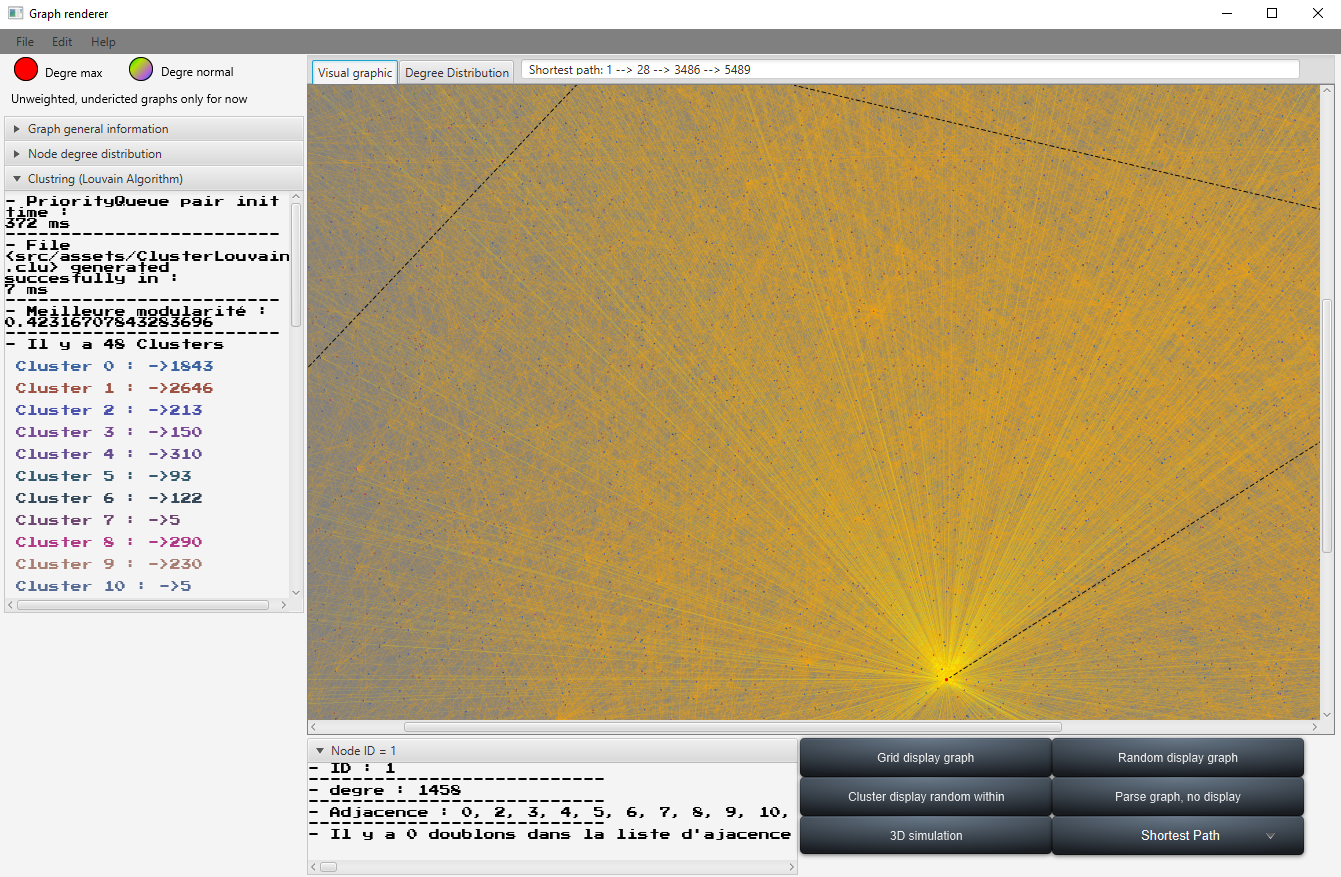 Graph renderer
File Edit Help
Degre max Degre normal
Unweighted, undericted graphs only for now
Graph general information
Node degree distribution
Clustring (Louvain Algorithm)
- PriorityQueue pair init
time :
372 ms
--------------------------
- File
<src/assets/ClusterLouvain
.clu> generated
succesfully in :
7 ms
--------------------------
- Meilleure modularité :
0.42316707843283696
--------------------------
- Il y a 48 Clusters
Cluster 0 : ->1843
Cluster 1 : ->2646
Cluster 2 : ->213
Cluster 3 : ->150
Cluster 4 : ->310
Cluster 5 : ->93
Cluster 6 : ->122
Cluster 7 : ->5
Cluster 8 : ->290
Cluster 9 : ->230
Cluster 10 : ->5
Visual graphic Degree Distribution Shortest path: 1 --> 28 --> 3486 --> 5489
Node ID = 1
- ID : 1
---------------------------
- degre : 1458
---------------------------
- Adjacence : 0, 2, 3, 4, 5, 6, 7, 8, 9, 10,
---------------------------
- Il y a 0 doublons dans la liste d'ajacence
Grid display graph Random display graph
Cluster display random within Parse graph, no display
3D simulation Shortest Path